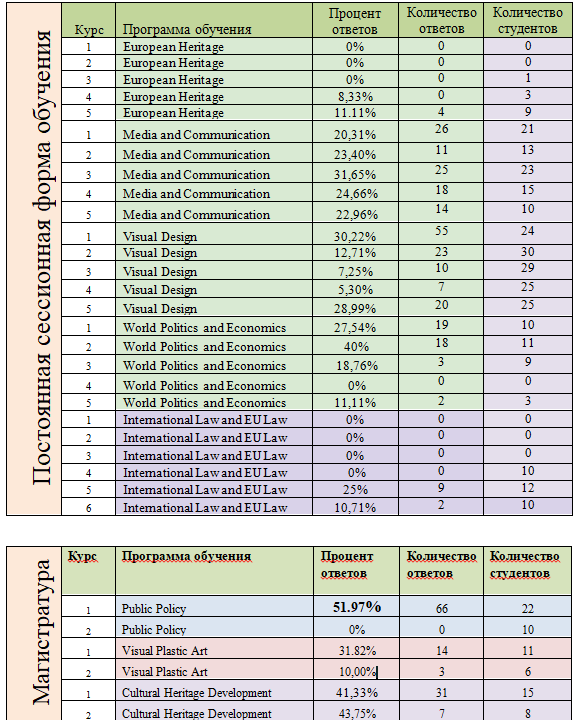 Постоянная сессионная форма обучения
Курс Программа обучения Процент ответов Количество ответов Количество студентов
1 European Heritage 0% 0 0
2 European Heritage 0% 0 0
3 European Heritage 0% 0 1
4 European Heritage 8,33% 0 3
5 European Heritage 11.11% 4 9
1 Media and Communication 20,31% 26 21
2 Media and Communication 23,40% 11 13
3 Media and Communication 31,65% 25 23
4 Media and Communication 24,66% 18 15
5 Media and Communication 22,96% 14 10
1 Visual Design 30,22% 55 24
2 Visual Design 12,71% 23 30
3 Visual Design 7,25% 10 29
4 Visual Design 5,30% 7 25
5 Visual Design 28,99% 20 25
1 World Politics and Economics 27,54% 19 10
2 World Politics and Economics 40% 18 11
3 World Politics and Economics 18,76% 3 9
4 World Politics and Economics 0% 0 0
5 World Politics and Economics 11,11% 2 3
1 International Law and EU Law 0% 0 0
2 International Law and EU Law 0% 0 0
3 International Law and EU Law 0% 0 0
4 International Law and EU Law 0% 0 10
5 International Law and EU Law 25% 9 12
6 International Law and EU Law 10,71% 2 10
Магистратура
Курс Программа обучения Процент ответов Количество ответов Количество студентов
1 Public Policy 51.97% 66 22
2 Public Policy 0% 0 10
1 Visual Plastic Art 31.82% 14 11
2 Visual Plastic Art 10,00% 3 6
1 Cultural Heritage Development 41,33% 31 15
2 Cultural Heritage Development 43,75% 7 8